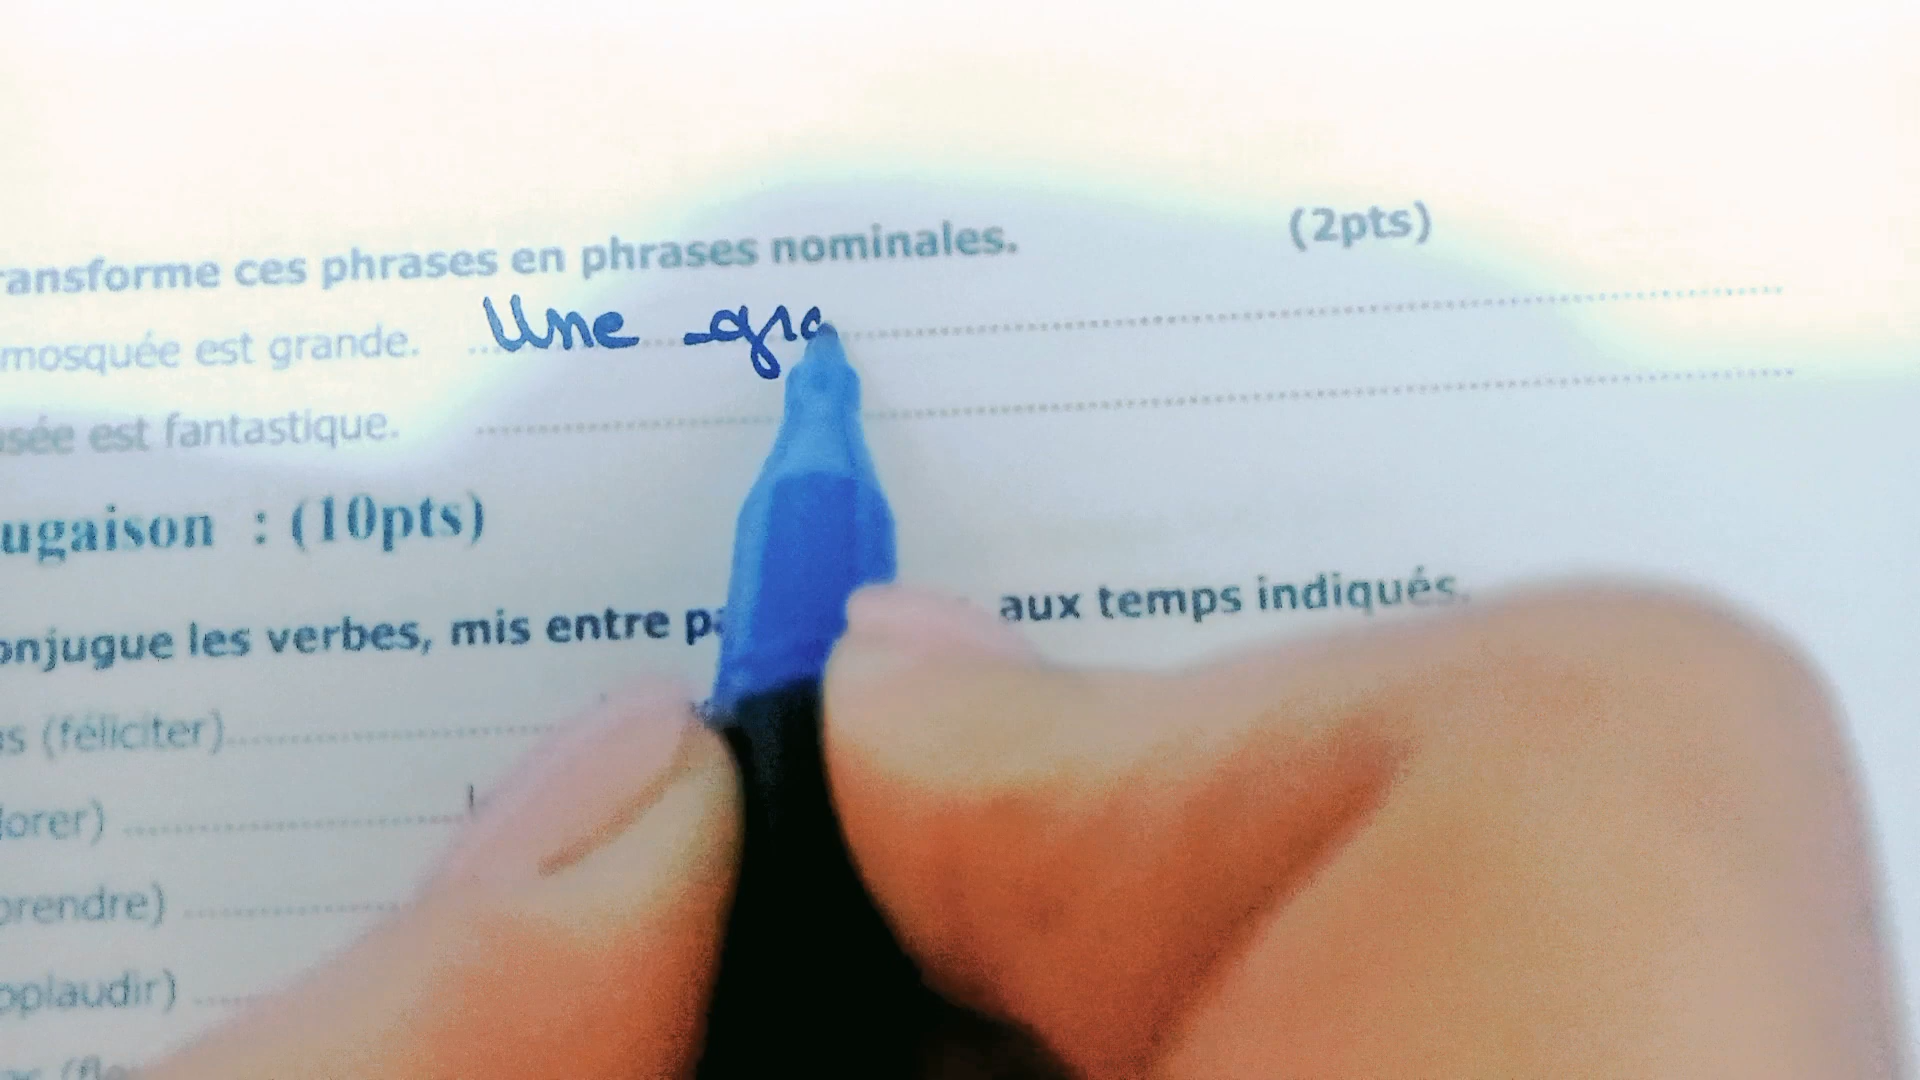 ransforme ces phrases en phrases nominales. (2pts)
mosquée est grande. Une gra
usée est fantastique.
ugaison : (10pts)
onjugue les verbes, mis entre pa aux temps indiqués.
s (féliciter)
lorer)
prendre)
pplaudir)